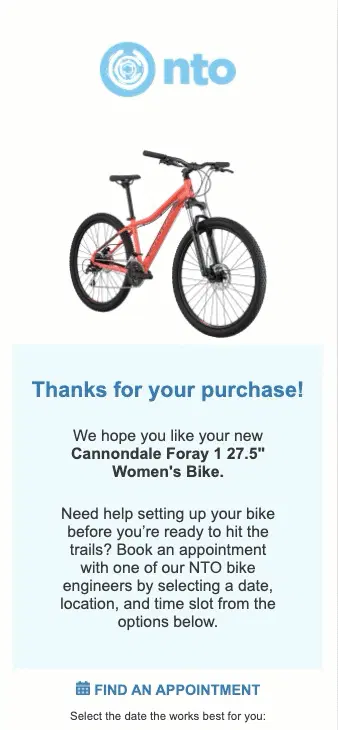 nto
Thanks for your purchase!
We hope you like your new
Cannondale Foray 1 27.5"
Women's Bike.
Need help setting up your bike
before you’re ready to hit the
trails? Book an appointment
with one of our NTO bike
engineers by selecting a date,
location, and time slot from the
options below.
FIND AN APPOINTMENT
Select the date the works best for you: